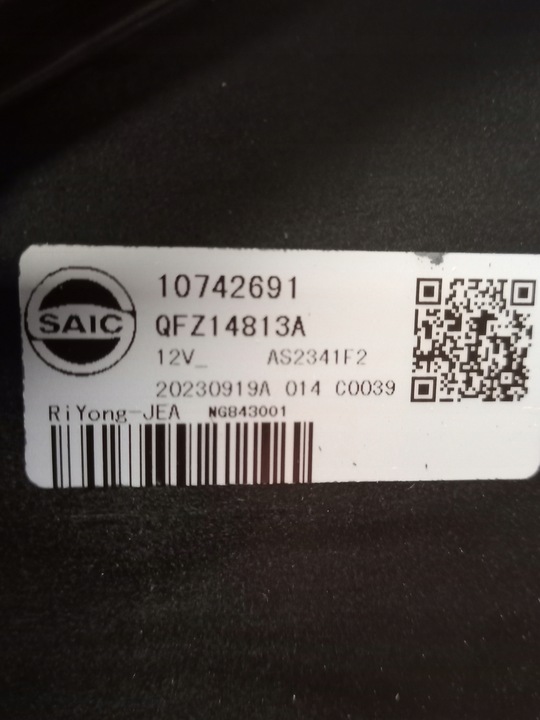 SAIC
10742691
QFZ14813A
12V_ AS2341F2
20230919A 014 C0039
RiYong-JEA NG843001